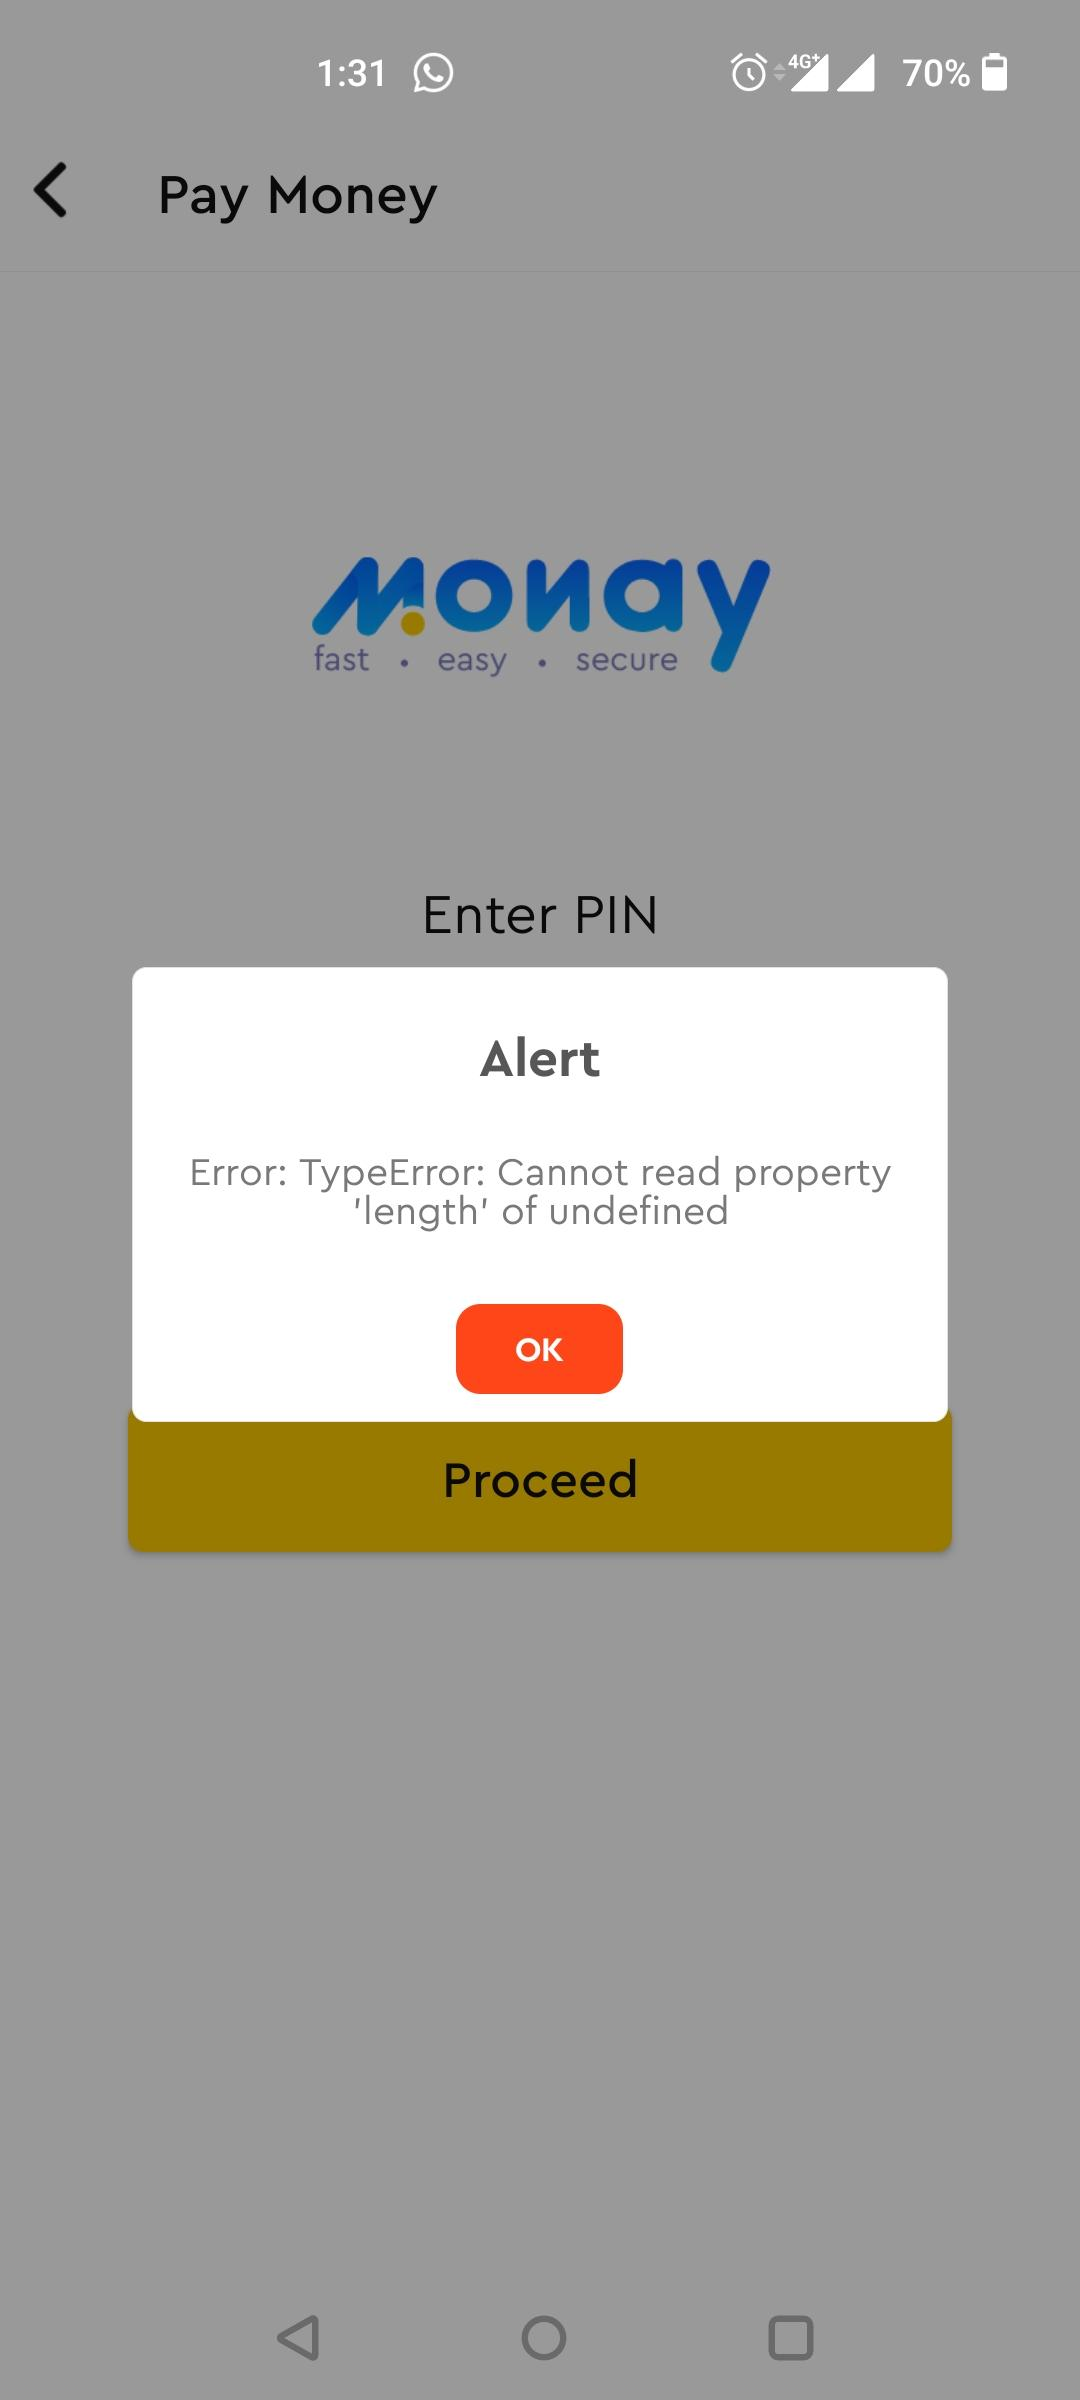 1:31 4G+ 70%
Pay Money
Monay
fast • easy • secure
Enter PIN
Alert
Error: TypeError: Cannot read property
'length' of undefined
OK
Proceed